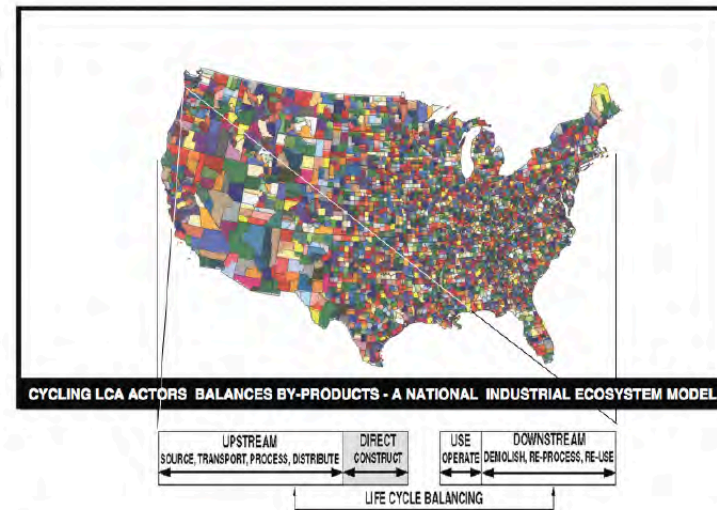 CYCLING LCA ACTORS BALANCES BY-PRODUCTS - A NATIONAL INDUSTRIAL ECOSYSTEM MODEL
UPSTREAM
SOURCE, TRANSPORT, PROCESS, DISTRIBUTE
DIRECT
CONSTRUCT
USE
OPERATE
DOWNSTREAM
DEMOLISH, RE-PROCESS, RE-USE
LIFE CYCLE BALANCING